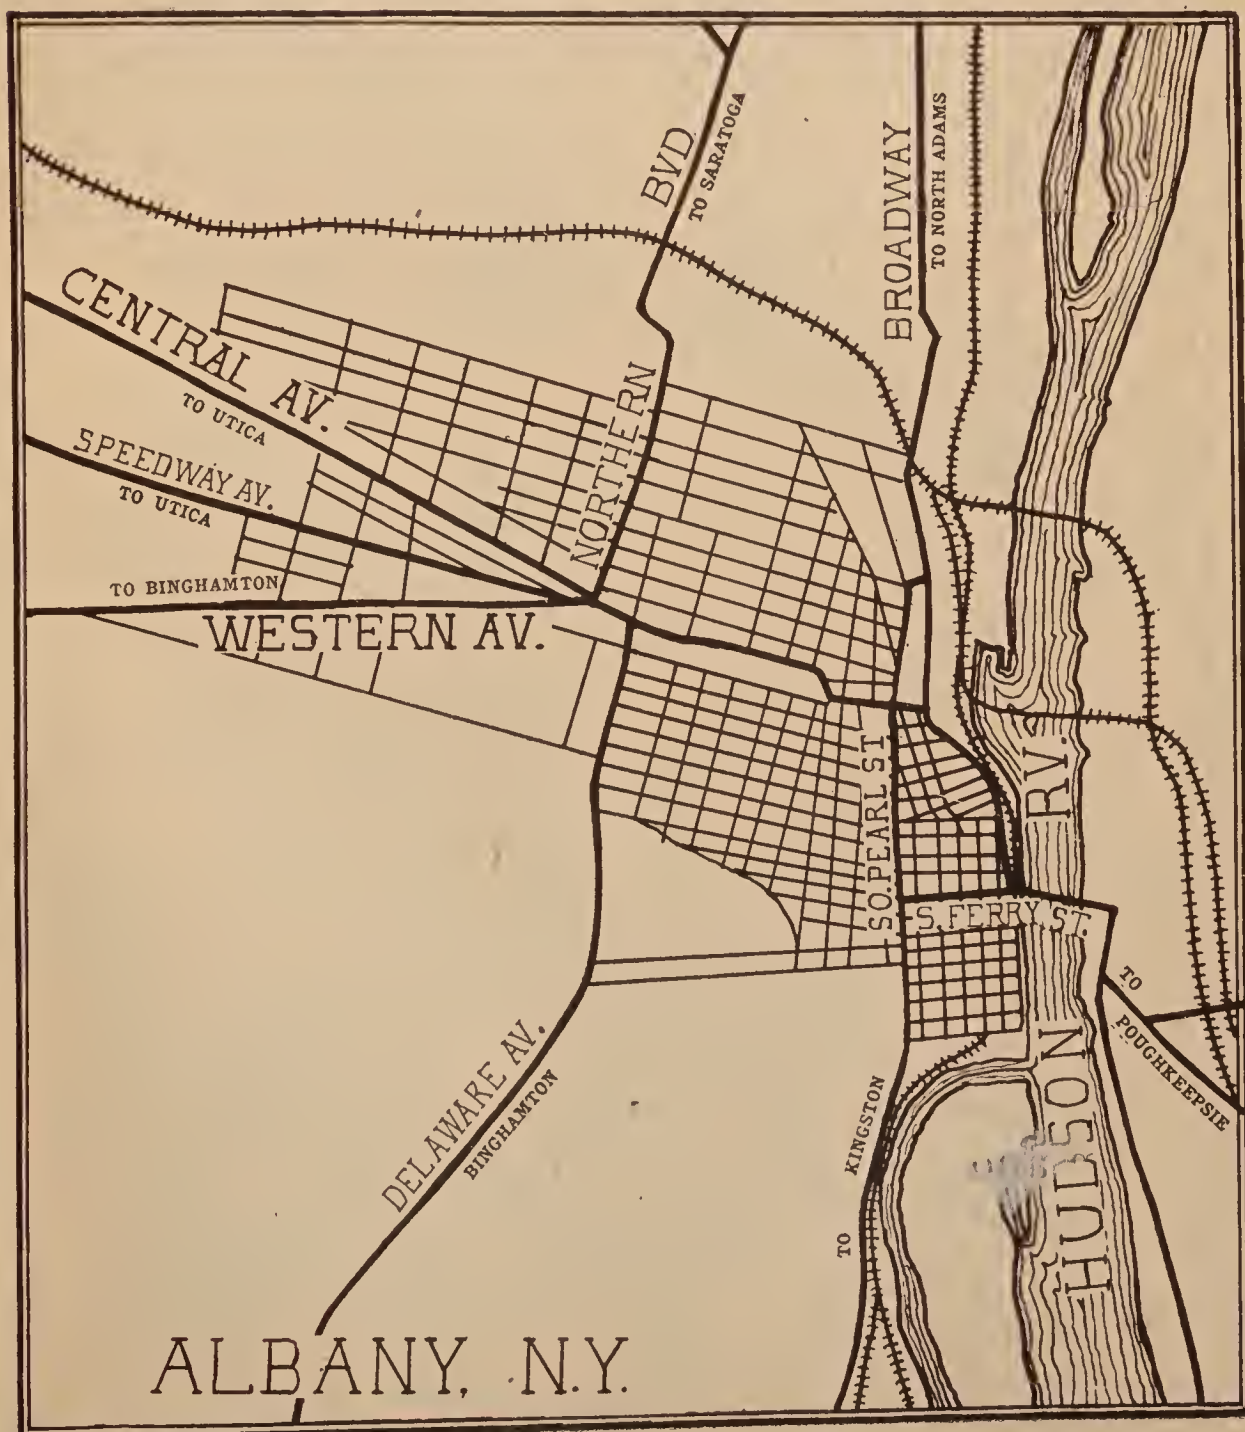 BVD
TO SARATOGA
BROADWAY
TO NORTH ADAMS
CENTRAL AV.
TO UTICA
SPEEDWAY AV.
TO UTICA
NORTHERN
TO BINGHAMTON
WESTERN AV.
SO. PEARL ST
RV.
S. FERRY ST.
TO
POUGHKEEPSIE
HUDSON
DELAWARE AV.
BINGHAMTON
KINGSTON
TO
ALBANY, N.Y.